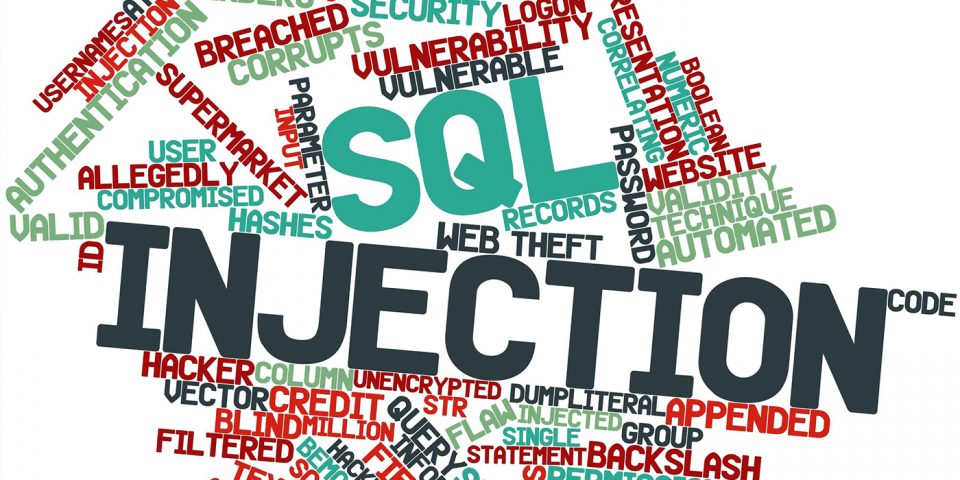 SECURITY
LOGON
USERNAMES
INJECTION
BREACHED
CORRUPTS
VULNERABILITY
VULNERABLE
AUTHENTICATION
SUPERMARKET
PARAMETER
INPUT
CORRELATING
NUMERIC
BOOLEAN
PASSWORD
USER
ALLEGEDLY
COMPROMISED
VALID
HASHES
ID
SQL
RECORDS
WEBSITE
VALIDITY
TECHNIQUE
AUTOMATED
WEB THEFT
INJECTION
CODE
HACKER
COLUMN
UNENCRYPTED
DUMP
LITERAL
APPENDED
VECTOR
CREDIT
STR
QUERY
FLAW
INJECTED
BLIND
MILLION
SINGLE
GROUP
FILTERED
STATEMENT
BACKSLASH